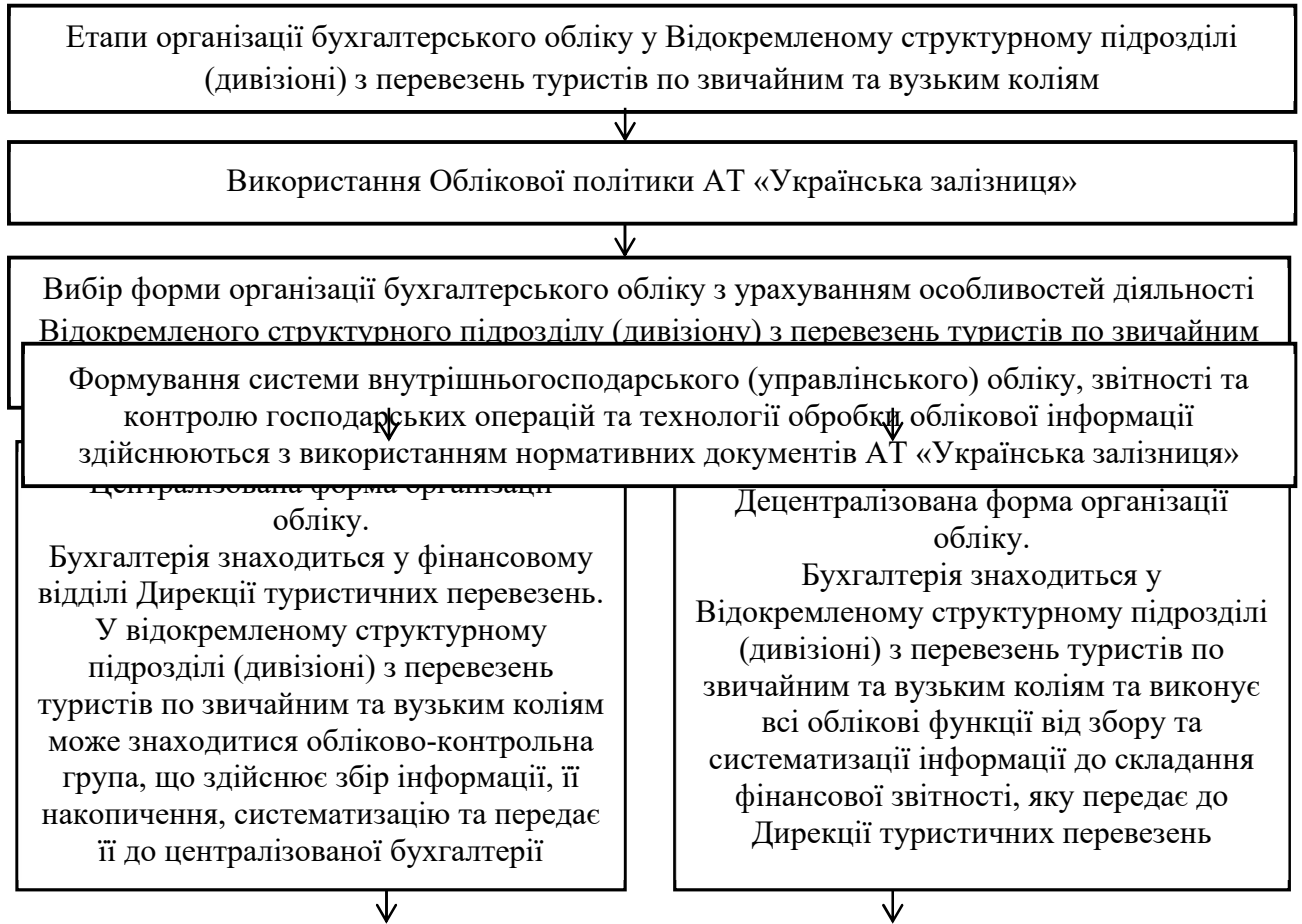 Етапи організації бухгалтерського обліку у Відокремленому структурному підрозділі
(дивізіоні) з перевезень туристів по звичайним та вузьким коліям
Використання Облікової політики АТ «Українська залізниця»
Вибір форми організації бухгалтерського обліку з урахуванням особливостей діяльності
Відокремленого структурного підрозділу (дивізіону) з перевезень туристів по звичайним
Формування системи внутрішньогосподарського (управлінського) обліку, звітності та
контролю господарських операцій та технології обробки облікової інформації
здійснюються з використанням нормативних документів АТ «Українська залізниця»
Централізована форма організації
обліку.
Бухгалтерія знаходиться у фінансовому
відділі Дирекції туристичних перевезень.
У відокремленому структурному
підрозділі (дивізіоні) з перевезень
туристів по звичайним та вузьким коліям
може знаходитися обліково-контрольна
група, що здійснює збір інформації, її
накопичення, систематизацію та передає
її до централізованої бухгалтерії
Децентралізована форма організації
обліку.
Бухгалтерія знаходиться у
Відокремленому структурному підрозділі
(дивізіоні) з перевезень туристів по
звичайним та вузьким коліям та виконує
всі облікові функції від збору та
систематизації інформації до складання
фінансової звітності, яку передає до
Дирекції туристичних перевезень